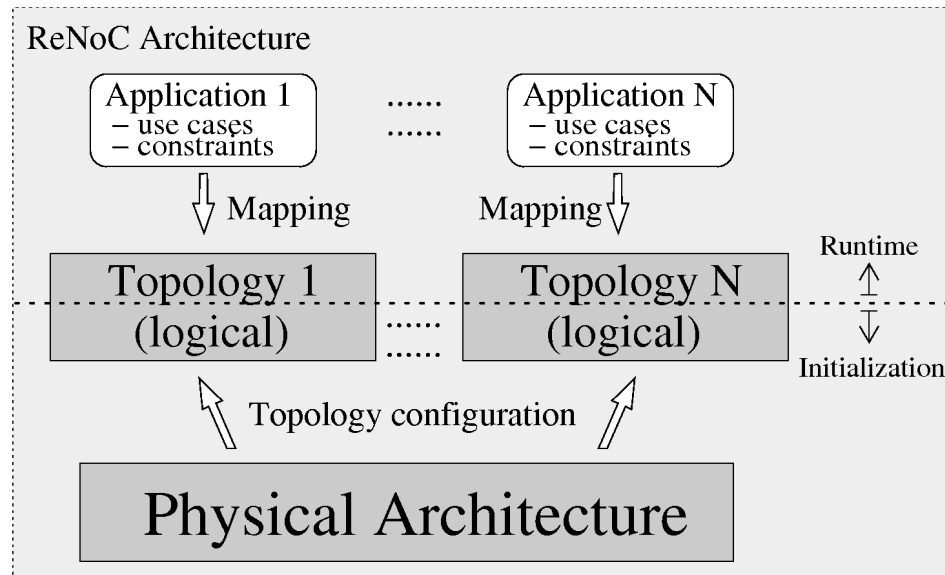 ReNoC Architecture
Application 1
– use cases
– constraints
......
......
Application N
– use cases
– constraints
Mapping
Mapping
Topology 1
(logical)
......
......
Topology N
(logical)
Runtime
Initialization
Topology configuration
Physical Architecture